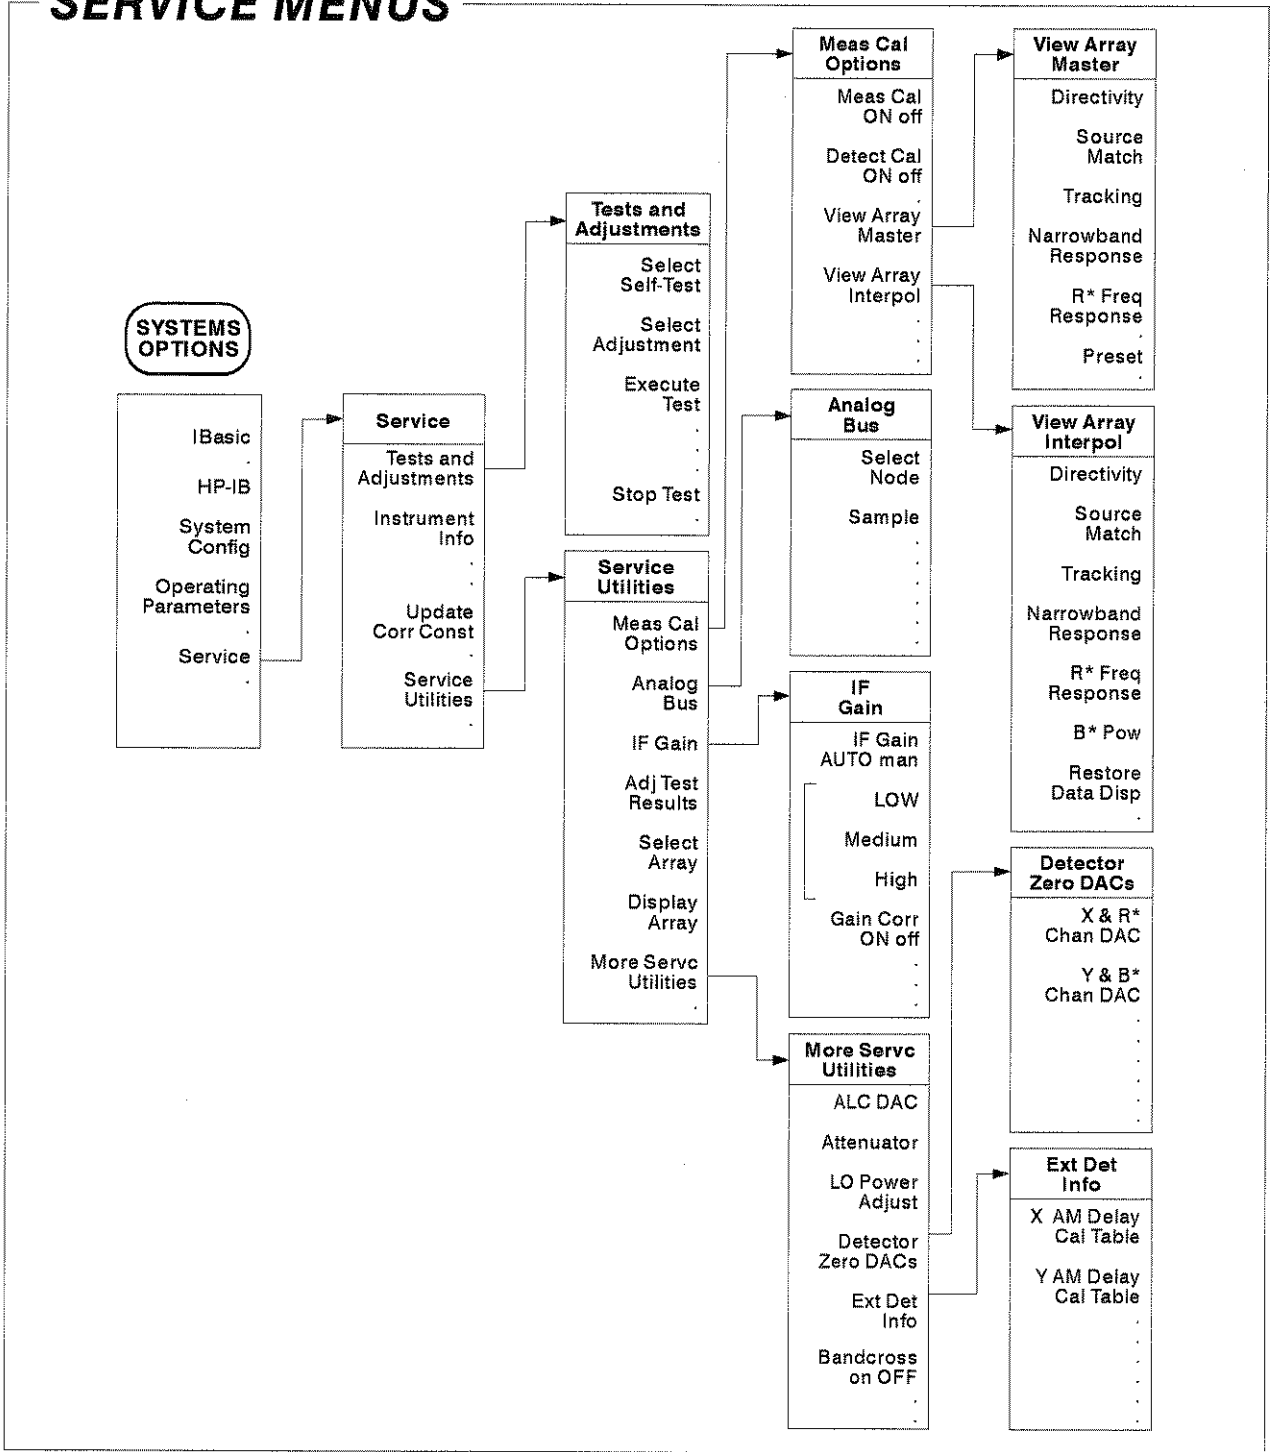 SERVICE MENUS
SYSTEMS
OPTIONS
IBasic
.
HP-IB
System
Config
Operating
Parameters
.
Service
.
Service
Tests and
Adjustments
Instrument
Info
.
.
Update
Corr Const
.
Service
Utilities
.
Tests and
Adjustments
Select
Self-Test
Select
Adjustment
Execute
Test
.
.
.
Stop Test
.
Service
Utilities
Meas Cal
Options
Analog
Bus
IF Gain
Adj Test
Results
Select
Array
Display
Array
More Servc
Utilities
.
Meas Cal
Options
Meas Cal
ON off
Detect Cal
ON off
.
View Array
Master
View Array
Interpol
.
.
.
Analog
Bus
Select
Node
Sample
.
.
.
.
.
.
IF
Gain
IF Gain
AUTO man
LOW
Medium
High
Gain Corr
ON off
.
.
.
More Servc
Utilities
ALC DAC
Attenuator
LO Power
Adjust
Detector
Zero DACs
Ext Det
Info
Bandcross
on OFF
.
.
View Array
Master
Directivity
Source
Match
Tracking
Narrowband
Response
R* Freq
Response
.
Preset
.
View Array
Interpol
Directivity
Source
Match
Tracking
Narrowband
Response
R* Freq
Response
B* Pow
Restore
Data Disp
.
Detector
Zero DACs
X & R*
Chan DAC
Y & B*
Chan DAC
.
.
.
.
.
.
Ext Det
Info
X AM Delay
Cal Table
Y AM Delay
Cal Table
.
.
.
.
.
.